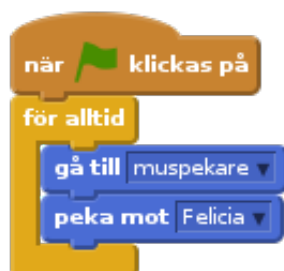 när klickas på
för alltid
gå till muspekare
peka mot Felicia